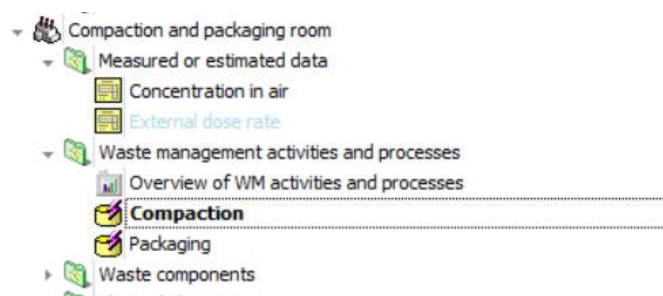 Compaction and packaging room
Measured or estimated data
Concentration in air
External dose rate
Waste management activities and processes
Overview of WM activities and processes
Compaction
Packaging
Waste components